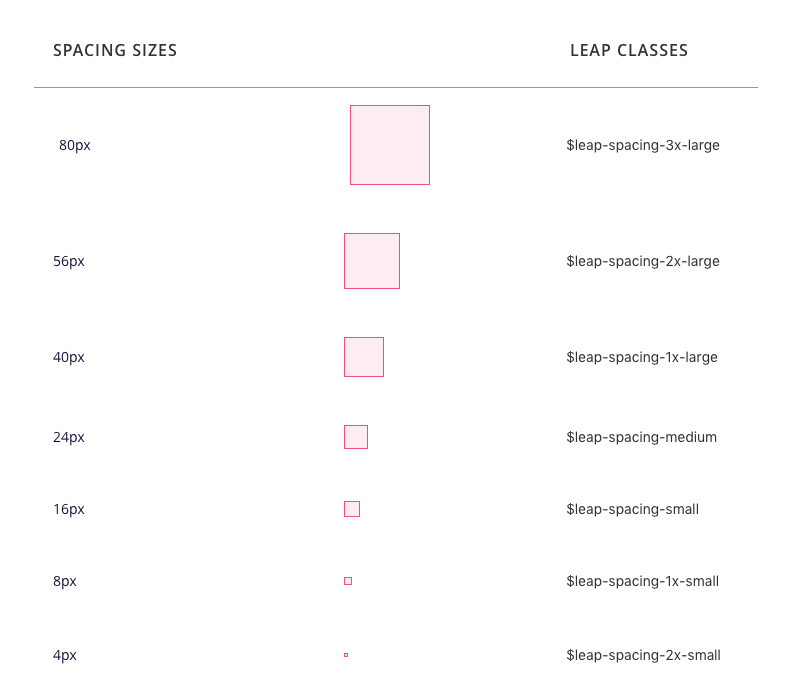 SPACING SIZES LEAP CLASSES
80px $leap-spacing-3x-large
56px $leap-spacing-2x-large
40px $leap-spacing-1x-large
24px $leap-spacing-medium
16px $leap-spacing-small
8px $leap-spacing-1x-small
4px $leap-spacing-2x-small